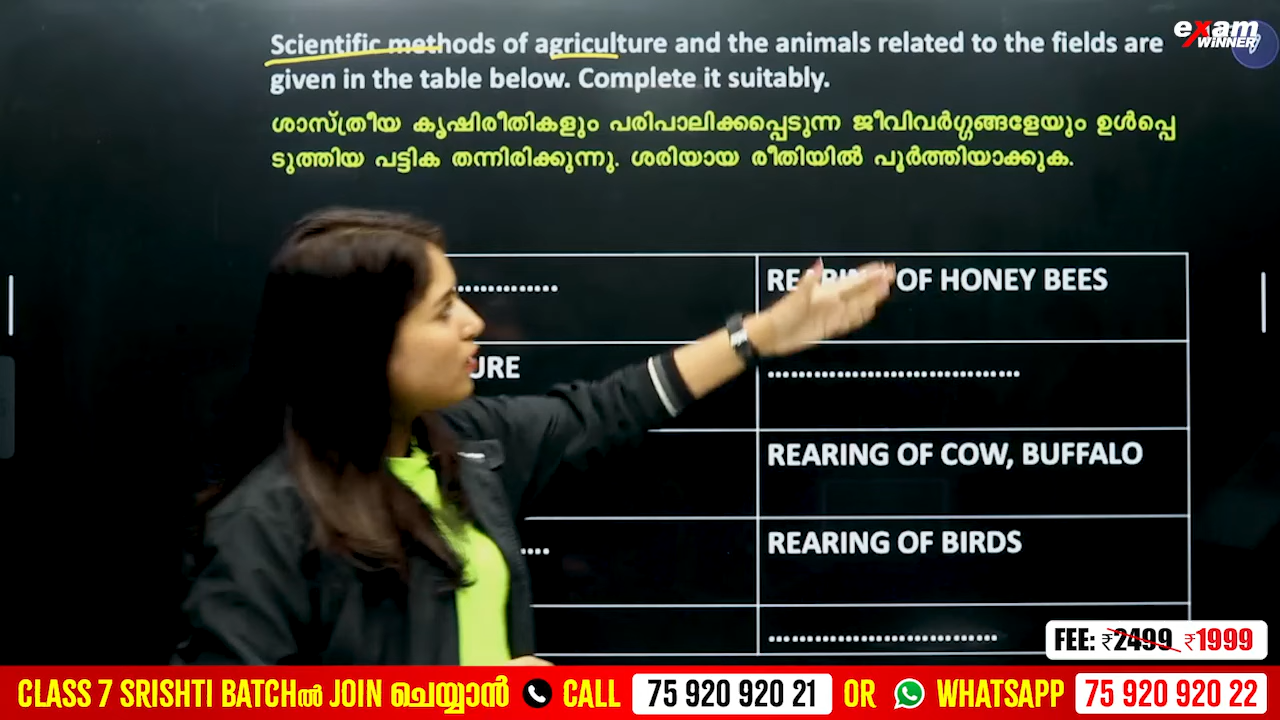 exam
WINNER
Scientific methods of agriculture and the animals related to the fields are
given in the table below. Complete it suitably.
ശാസ്ത്രീയ കൃഷിരീതികളും പരിപാലിക്കപ്പെടുന്ന ജീവിവർഗ്ഗങ്ങളേയും ഉൾപ്പെ
ടുത്തിയ പട്ടിക തന്നിരിക്കുന്നു. ശരിയായ രീതിയിൽ പൂർത്തിയാക്കുക.
............ OF HONEY BEES
URE ................................
REARING OF COW, BUFFALO
.... REARING OF BIRDS
.............................
FEE: ₹2499 ₹1999
CLASS 7 SRISHTI BATCHൽ JOIN ചെയ്യാൻ CALL 75 920 920 21 OR WHATSAPP 75 920 920 22